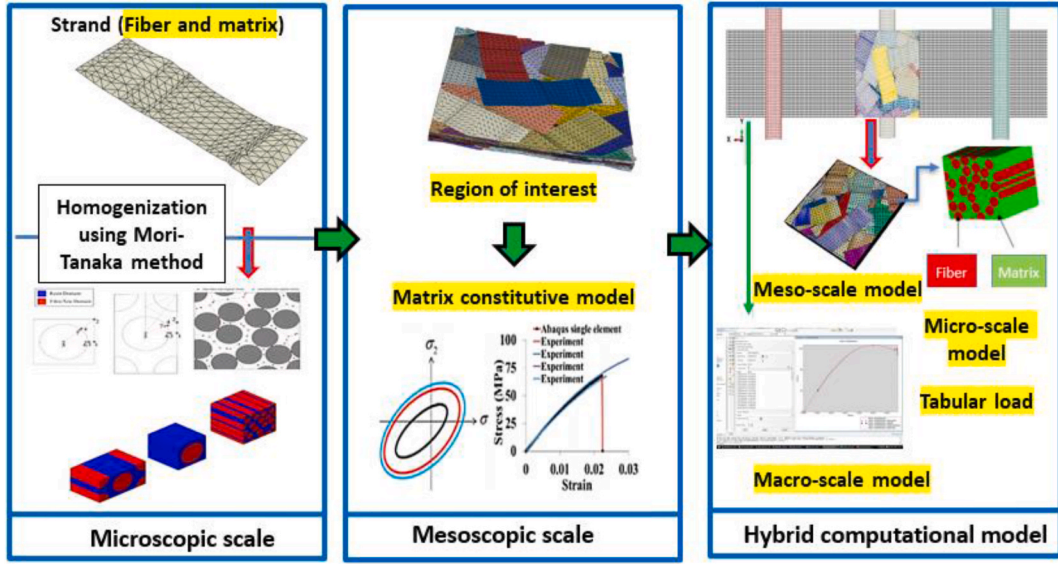 Strand (Fiber and matrix)
Homogenization
using Mori-
Tanaka method
Microscopic scale
Region of interest
Matrix constitutive model
σ2
σ
Stress (MPa)
100
75
50
25
0
Abaqus single element
Experiment
Experiment
Experiment
Experiment
0
0.01
0.02
0.03
Strain
Mesoscopic scale
Y
X
Fiber
Matrix
Meso-scale model
Micro-scale
model
Tabular load
Macro-scale model
Hybrid computational model